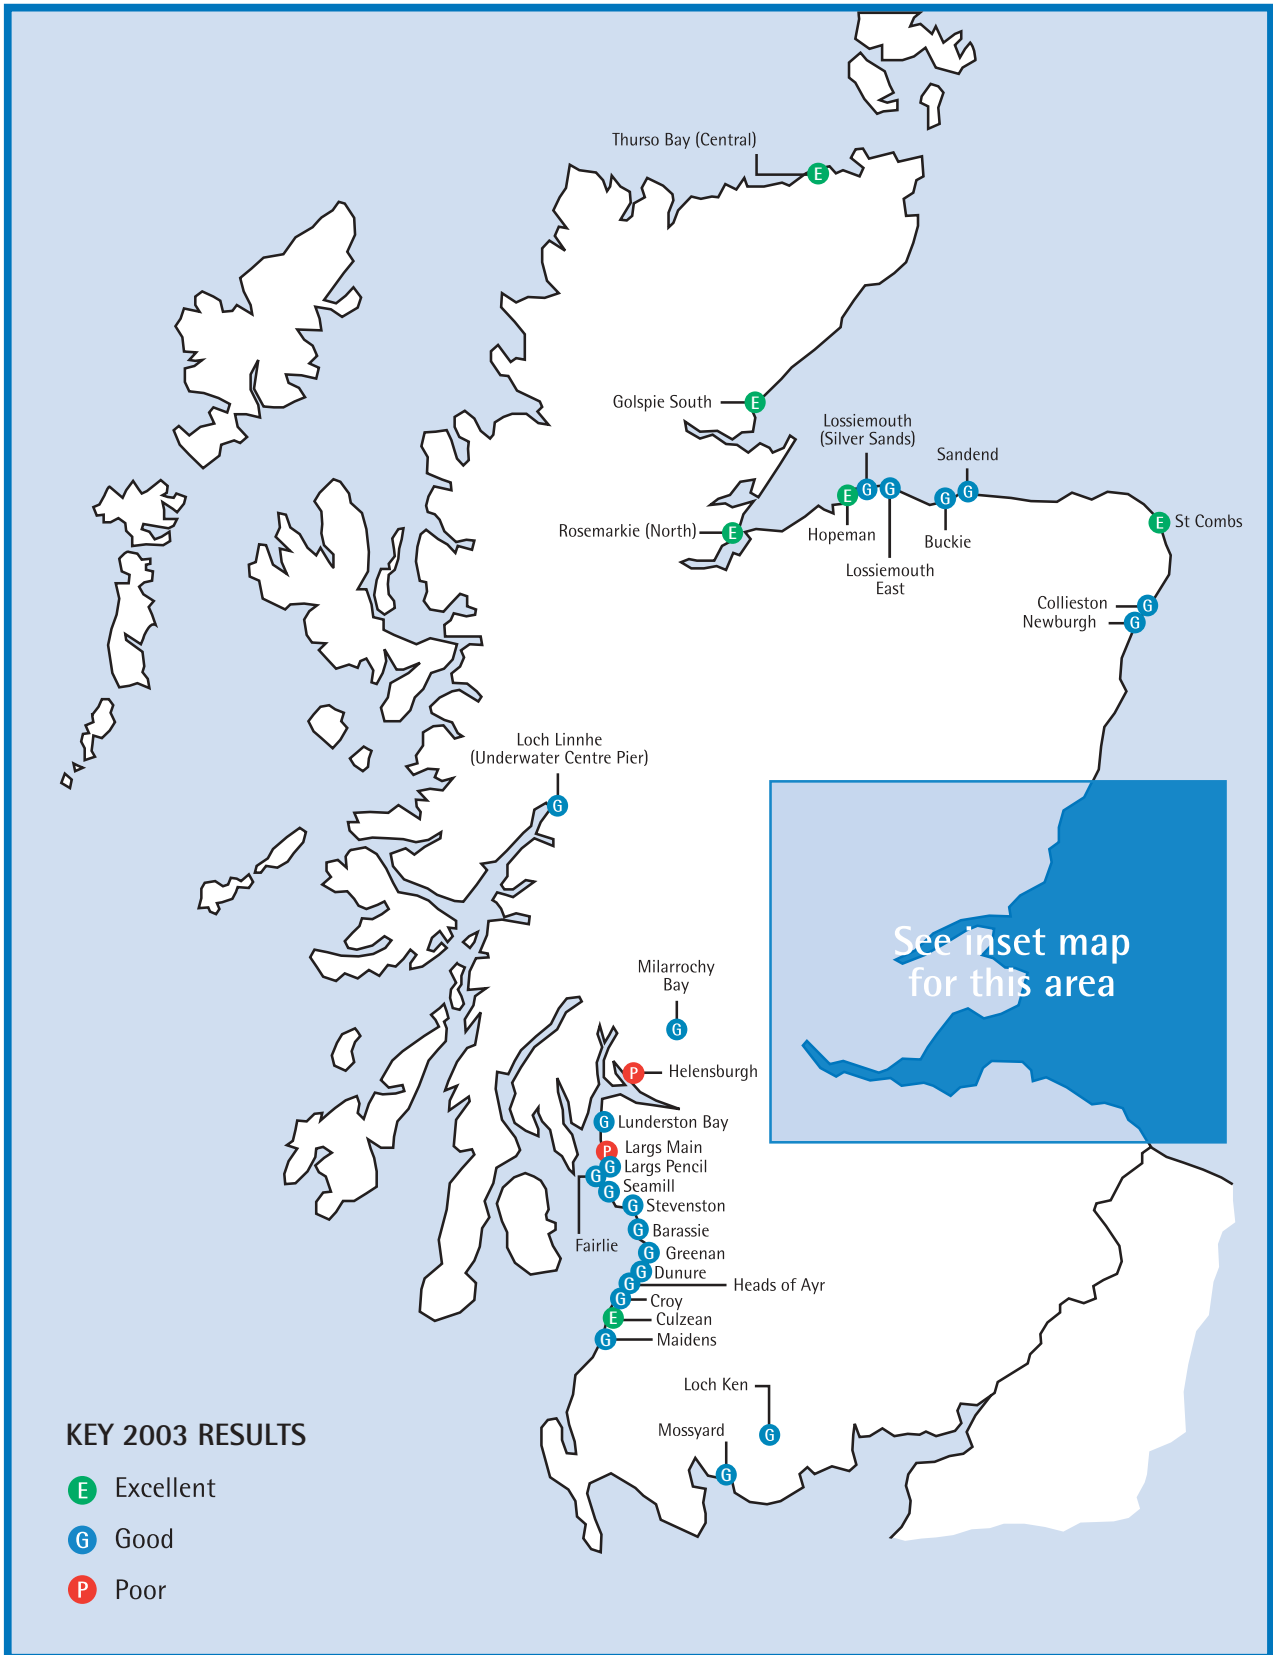 Thurso Bay (Central)
E
Golspie South
E
Lossiemouth
(Silver Sands)
Sandend
E
G
G
G
G
Hopeman
Buckie
Lossiemouth
East
E
St Combs
Rosemarkie (North)
E
Collieston
G
Newburgh
G
Loch Linnhe
(Underwater Centre Pier)
G
See inset map
for this area
Milarrochy
Bay
G
P
Helensburgh
G
Lunderston Bay
P
Largs Main
G
Largs Pencil
G
G
Seamill
G
Stevenston
G
Barassie
Fairlie
G
Greenan
G
Dunure
G
Heads of Ayr
G
Croy
E
Culzean
G
Maidens
Loch Ken
G
Mossyard
G
KEY 2003 RESULTS
E Excellent
G Good
P Poor